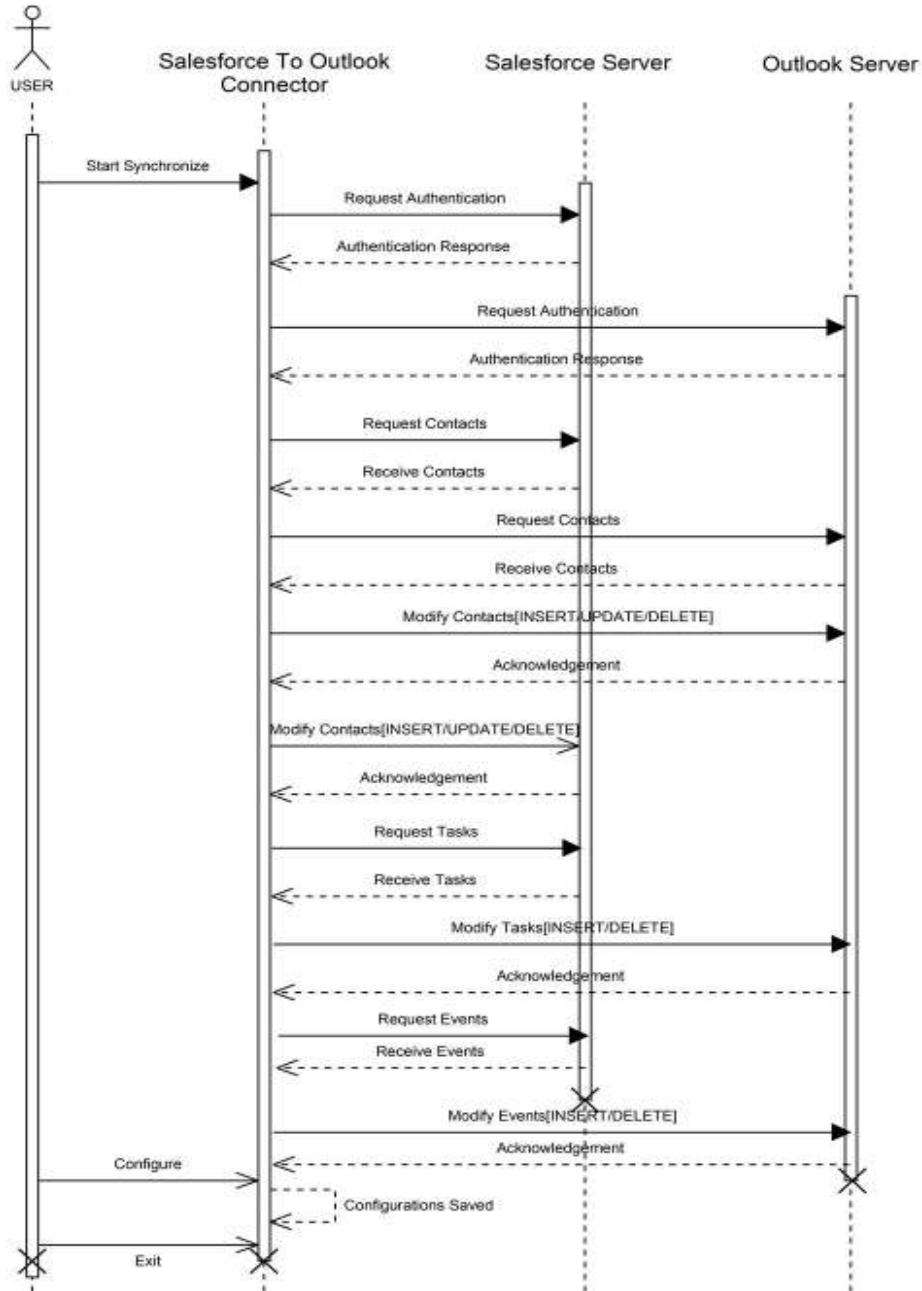 USER
Salesforce To Outlook
Connector
Salesforce Server
Outlook Server
Start Synchronize
Request Authentication
Authentication Response
Request Authentication
Authentication Response
Request Contacts
Receive Contacts
Request Contacts
Receive Contacts
Modify Contacts[INSERT/UPDATE/DELETE]
Acknowledgement
Modify Contacts[INSERT/UPDATE/DELETE]
Acknowledgement
Request Tasks
Receive Tasks
Modify Tasks[INSERT/DELETE]
Acknowledgement
Request Events
Receive Events
Modify Events[INSERT/DELETE]
Acknowledgement
Configure
Configurations Saved
Exit